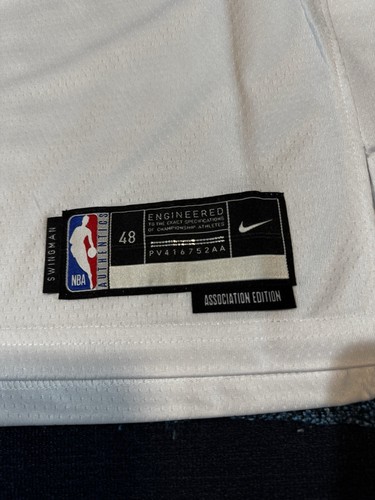 SWINGMAN
NBA
AUTHENTICS
48
ENGINEERED
TO THE EXACT SPECIFICATIONS
OF CHAMPIONSHIP ATHLETES
PV416752AA
ASSOCIATION EDITION